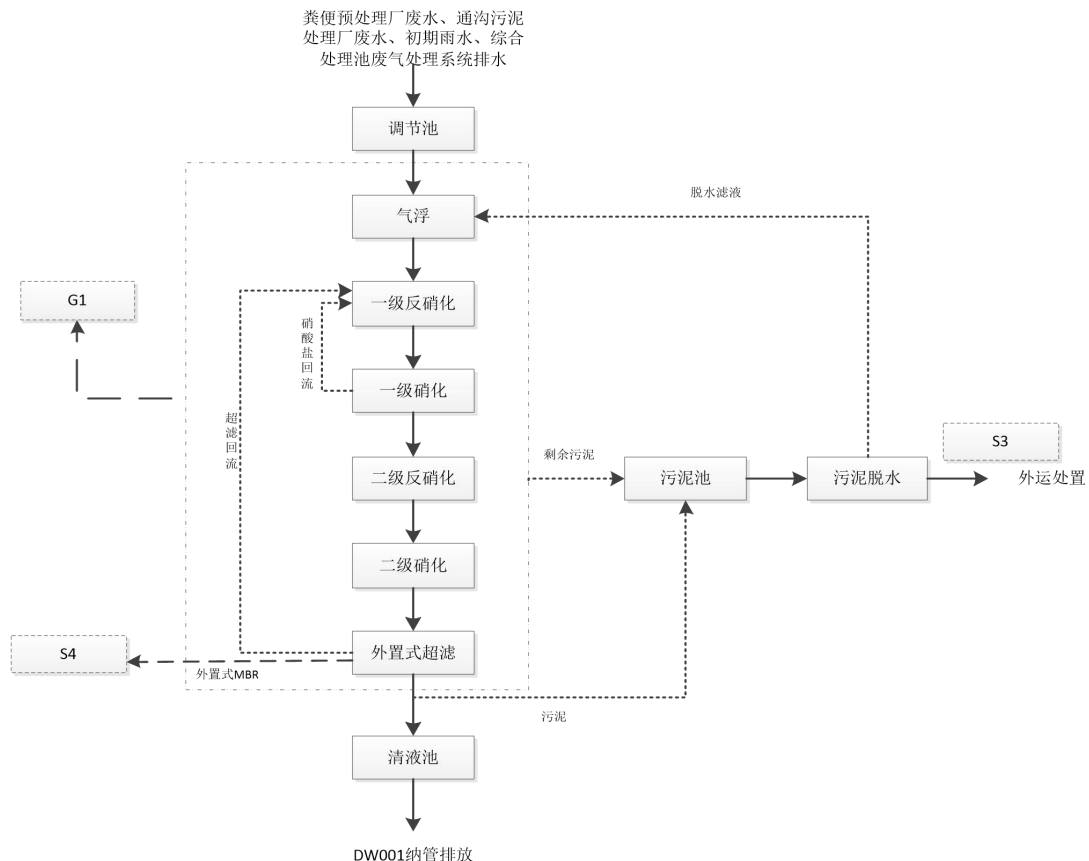 粪便预处理厂废水、通沟污泥
处理厂废水、初期雨水、综合
处理池废气处理系统排水
调节池
脱水滤液
气浮
G1
一级反硝化
硝酸盐回流
一级硝化
超滤回流
S3
剩余污泥
二级反硝化
污泥池
污泥脱水
外运处置
二级硝化
S4
外置式超滤
外置式MBR
污泥
清液池
DW001纳管排放